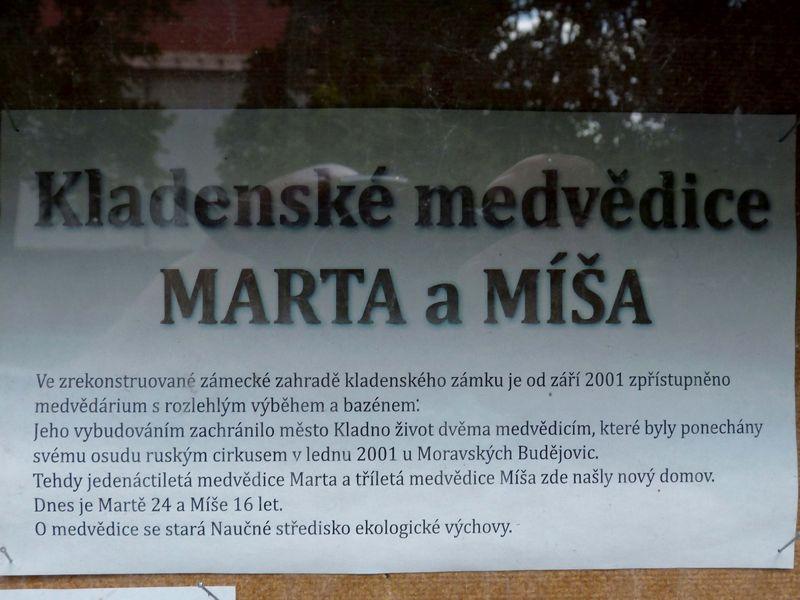 Kladenské medvědice
MARTA a MÍŠA
Ve zrekonstruované zámecké zahradě kladenského zámku je od září 2001 zpřístupněno
medvědárium s rozlehlým výběhem a bazénem:
Jeho vybudováním zachránilo město Kladno život dvěma medvědicím, které byly ponechány
svému osudu ruským cirkusem v lednu 2001 u Moravských Budějovic.
Tehdy jedenáctiletá medvědice Marta a tříletá medvědice Míša zde našly nový domov.
Dnes je Martě 24 a Míše 16 let.
O medvědice se stará Naučné středisko ekologické výchovy.